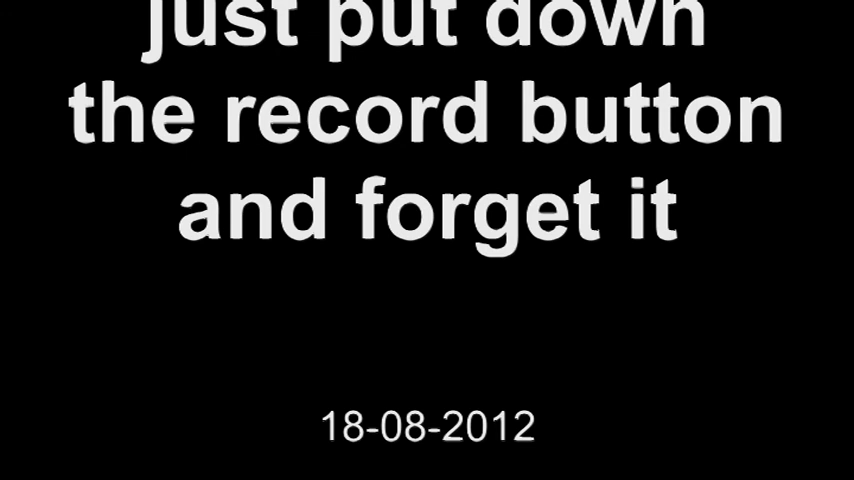 just put down
the record button
and forget it
18-08-2012